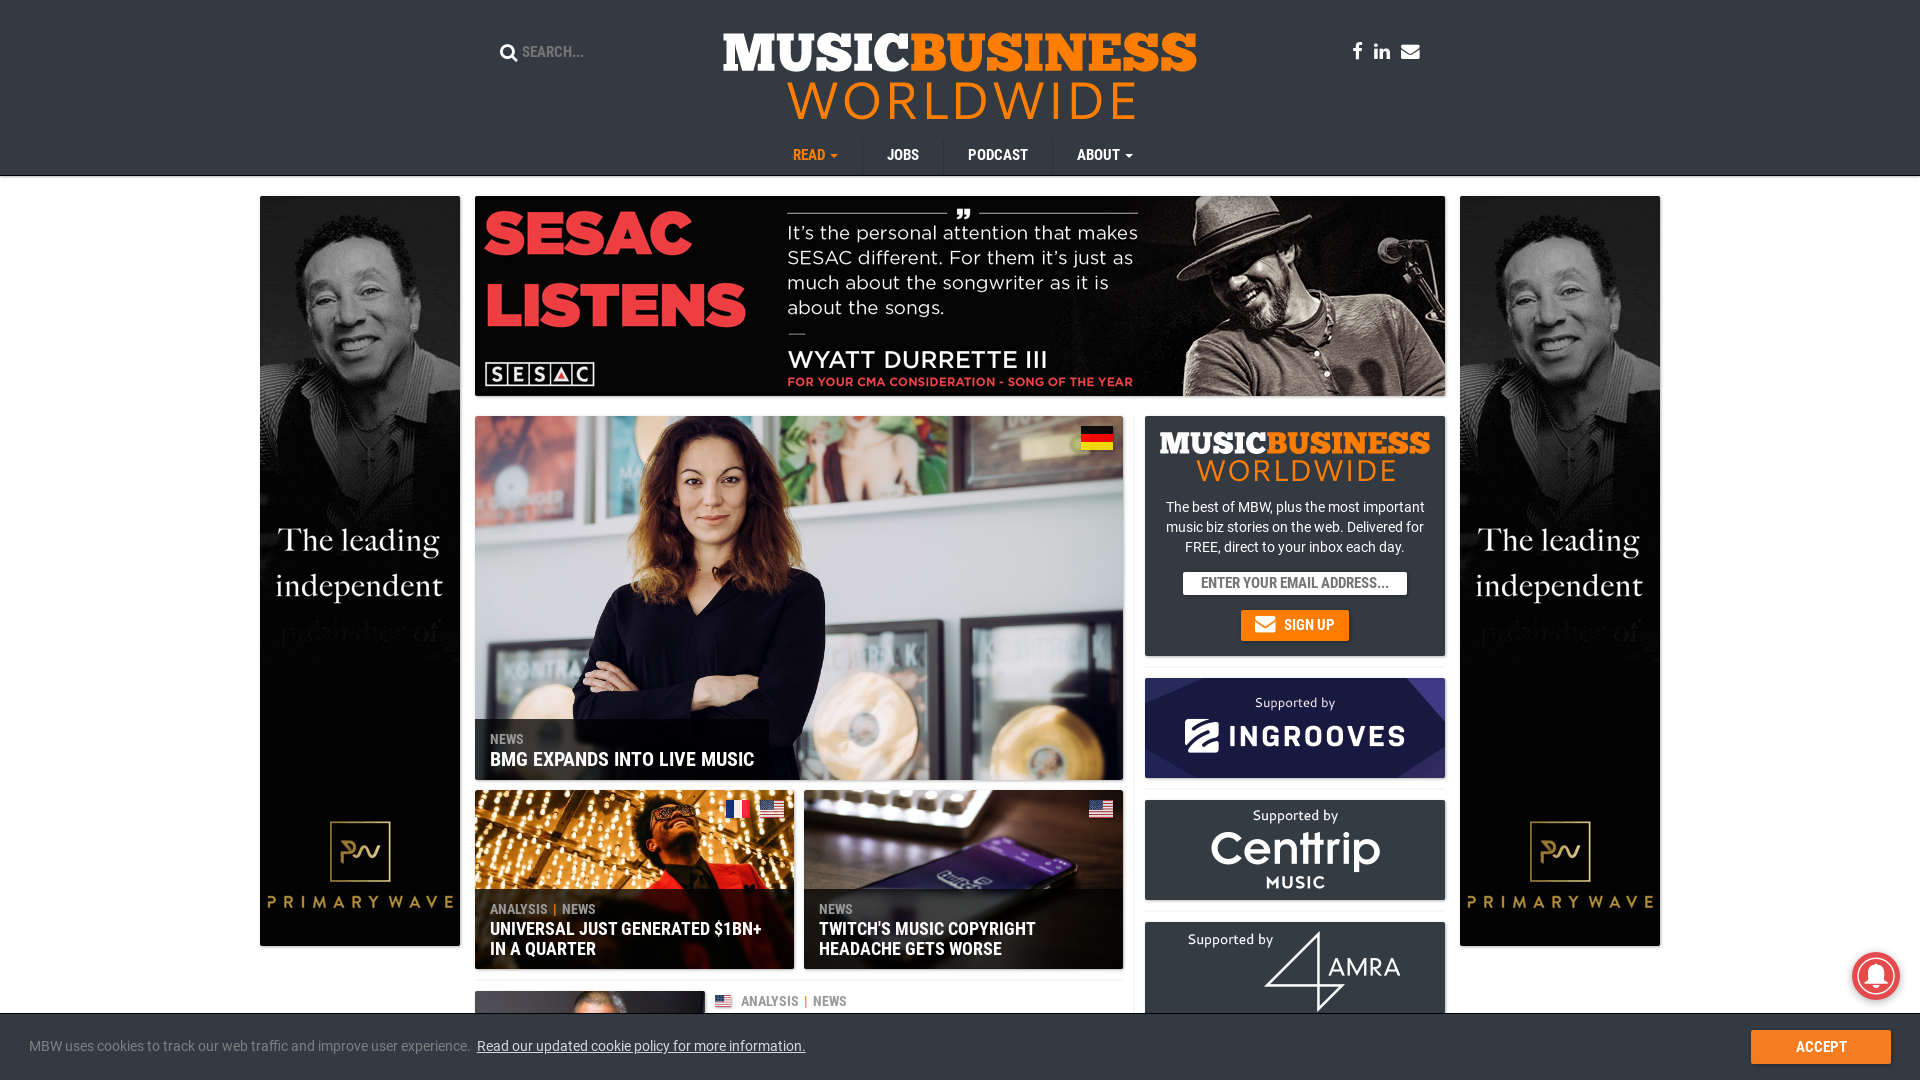 SEARCH...
MUSICBUSINESS
WORLDWIDE
READ
JOBS
PODCAST
ABOUT
The leading
independent
publisher of
PW
PRIMARY WAVE
SESAC
LISTENS
SESAC
It's the personal attention that makes
SESAC different. For them it's just as
much about the songwriter as it is
about the songs.
—
WYATT DURRETTE III
FOR YOUR CMA CONSIDERATION - SONG OF THE YEAR
NEWS
BMG EXPANDS INTO LIVE MUSIC
ANALYSIS | NEWS
UNIVERSAL JUST GENERATED $1BN+
IN A QUARTER
NEWS
TWITCH'S MUSIC COPYRIGHT
HEADACHE GETS WORSE
ANALYSIS | NEWS
MUSICBUSINESS
WORLDWIDE
The best of MBW, plus the most important
music biz stories on the web. Delivered for
FREE, direct to your inbox each day.
ENTER YOUR EMAIL ADDRESS...
SIGN UP
Supported by
INGROOVES
Supported by
Centtrip
MUSIC
Supported by
AMRA
The leading
independent
publisher of
PW
PRIMARY WAVE
MBW uses cookies to track our web traffic and improve user experience. Read our updated cookie policy for more information.
ACCEPT